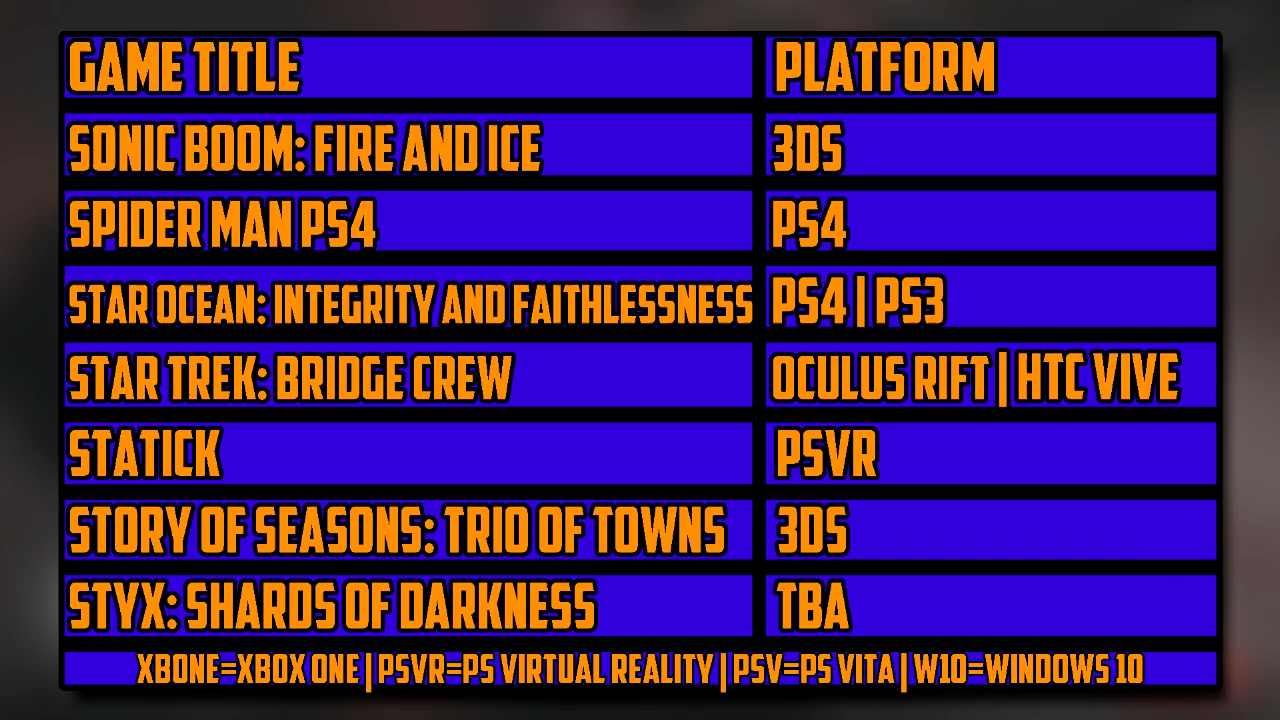 GAME TITLE PLATFORM
SONIC BOOM: FIRE AND ICE 3DS
SPIDER MAN PS4 PS4
STAR OCEAN: INTEGRITY AND FAITHLESSNESS PS4 | PS3
STAR TREK: BRIDGE CREW OCULUS RIFT | HTC VIVE
STATICK PSVR
STORY OF SEASONS: TRIO OF TOWNS 3DS
STYX: SHARDS OF DARKNESS TBA
XBONE=XBOX ONE | PSVR=PS VIRTUAL REALITY | PSV=PS VITA | W10=WINDOWS 10